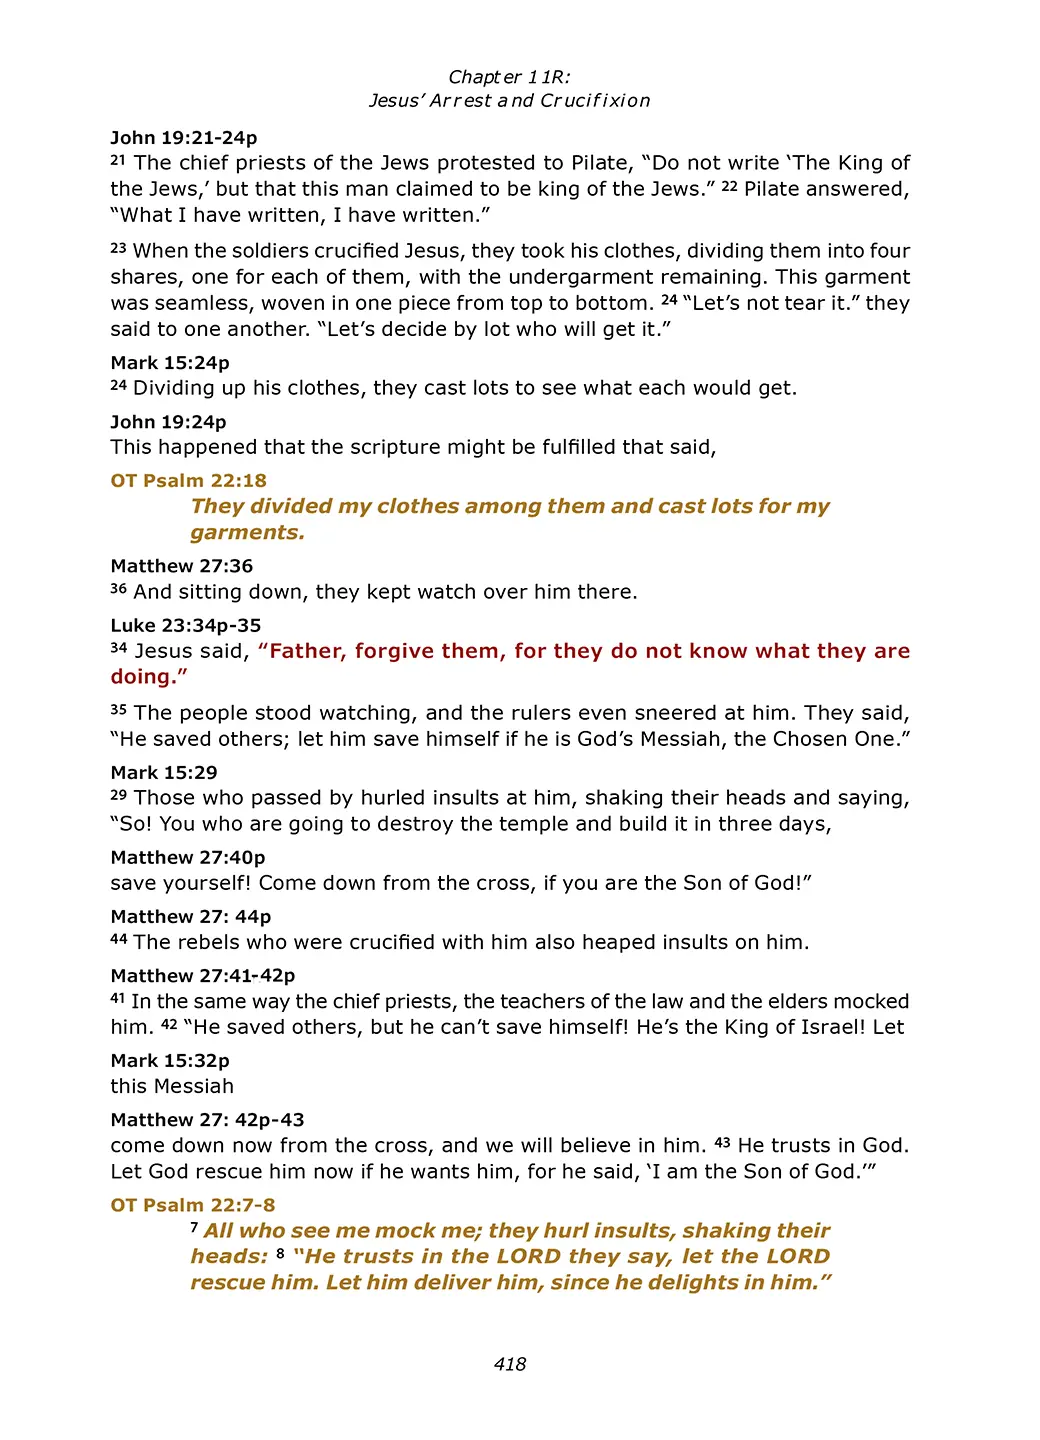 Chapter 11R:
Jesus’ Arrest and Crucifixion
John 19:21-24p
21 The chief priests of the Jews protested to Pilate, “Do not write ‘The King of
the Jews,’ but that this man claimed to be king of the Jews.” 22 Pilate answered,
“What I have written, I have written.”
23 When the soldiers crucified Jesus, they took his clothes, dividing them into four
shares, one for each of them, with the undergarment remaining. This garment
was seamless, woven in one piece from top to bottom. 24 “Let’s not tear it.” they
said to one another. “Let’s decide by lot who will get it.”
Mark 15:24p
24 Dividing up his clothes, they cast lots to see what each would get.
John 19:24p
This happened that the scripture might be fulfilled that said,
OT Psalm 22:18
They divided my clothes among them and cast lots for my
garments.
Matthew 27:36
36 And sitting down, they kept watch over him there.
Luke 23:34p-35
34 Jesus said, “Father, forgive them, for they do not know what they are
doing.”
35 The people stood watching, and the rulers even sneered at him. They said,
“He saved others; let him save himself if he is God’s Messiah, the Chosen One.”
Mark 15:29
29 Those who passed by hurled insults at him, shaking their heads and saying,
“So! You who are going to destroy the temple and build it in three days,
Matthew 27:40p
save yourself! Come down from the cross, if you are the Son of God!”
Matthew 27: 44p
44 The rebels who were crucified with him also heaped insults on him.
Matthew 27:41-42p
41 In the same way the chief priests, the teachers of the law and the elders mocked
him. 42 “He saved others, but he can’t save himself! He’s the King of Israel! Let
Mark 15:32p
this Messiah
Matthew 27: 42p-43
come down now from the cross, and we will believe in him. 43 He trusts in God.
Let God rescue him now if he wants him, for he said, ‘I am the Son of God.’”
OT Psalm 22:7-8
7 All who see me mock me; they hurl insults, shaking their
heads: 8 “He trusts in the LORD they say, let the LORD
rescue him. Let him deliver him, since he delights in him.”
418